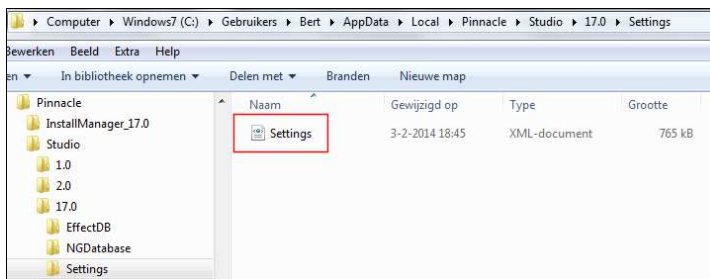 Computer ▸ Windows7 (C:) ▸ Gebruikers ▸ Bert ▸ AppData ▸ Local ▸ Pinnacle ▸ Studio ▸ 17.0 ▸ Settings
Bewerken Beeld Extra Help
en In bibliotheek opnemen Delen met Branden Nieuwe map
Pinnacle
InstallManager_17.0
Studio
1.0
2.0
17.0
EffectDB
NGDatabase
Settings
Naam Gewijzigd op Type Grootte
Settings 3-2-2014 18:45 XML-document 765 kB